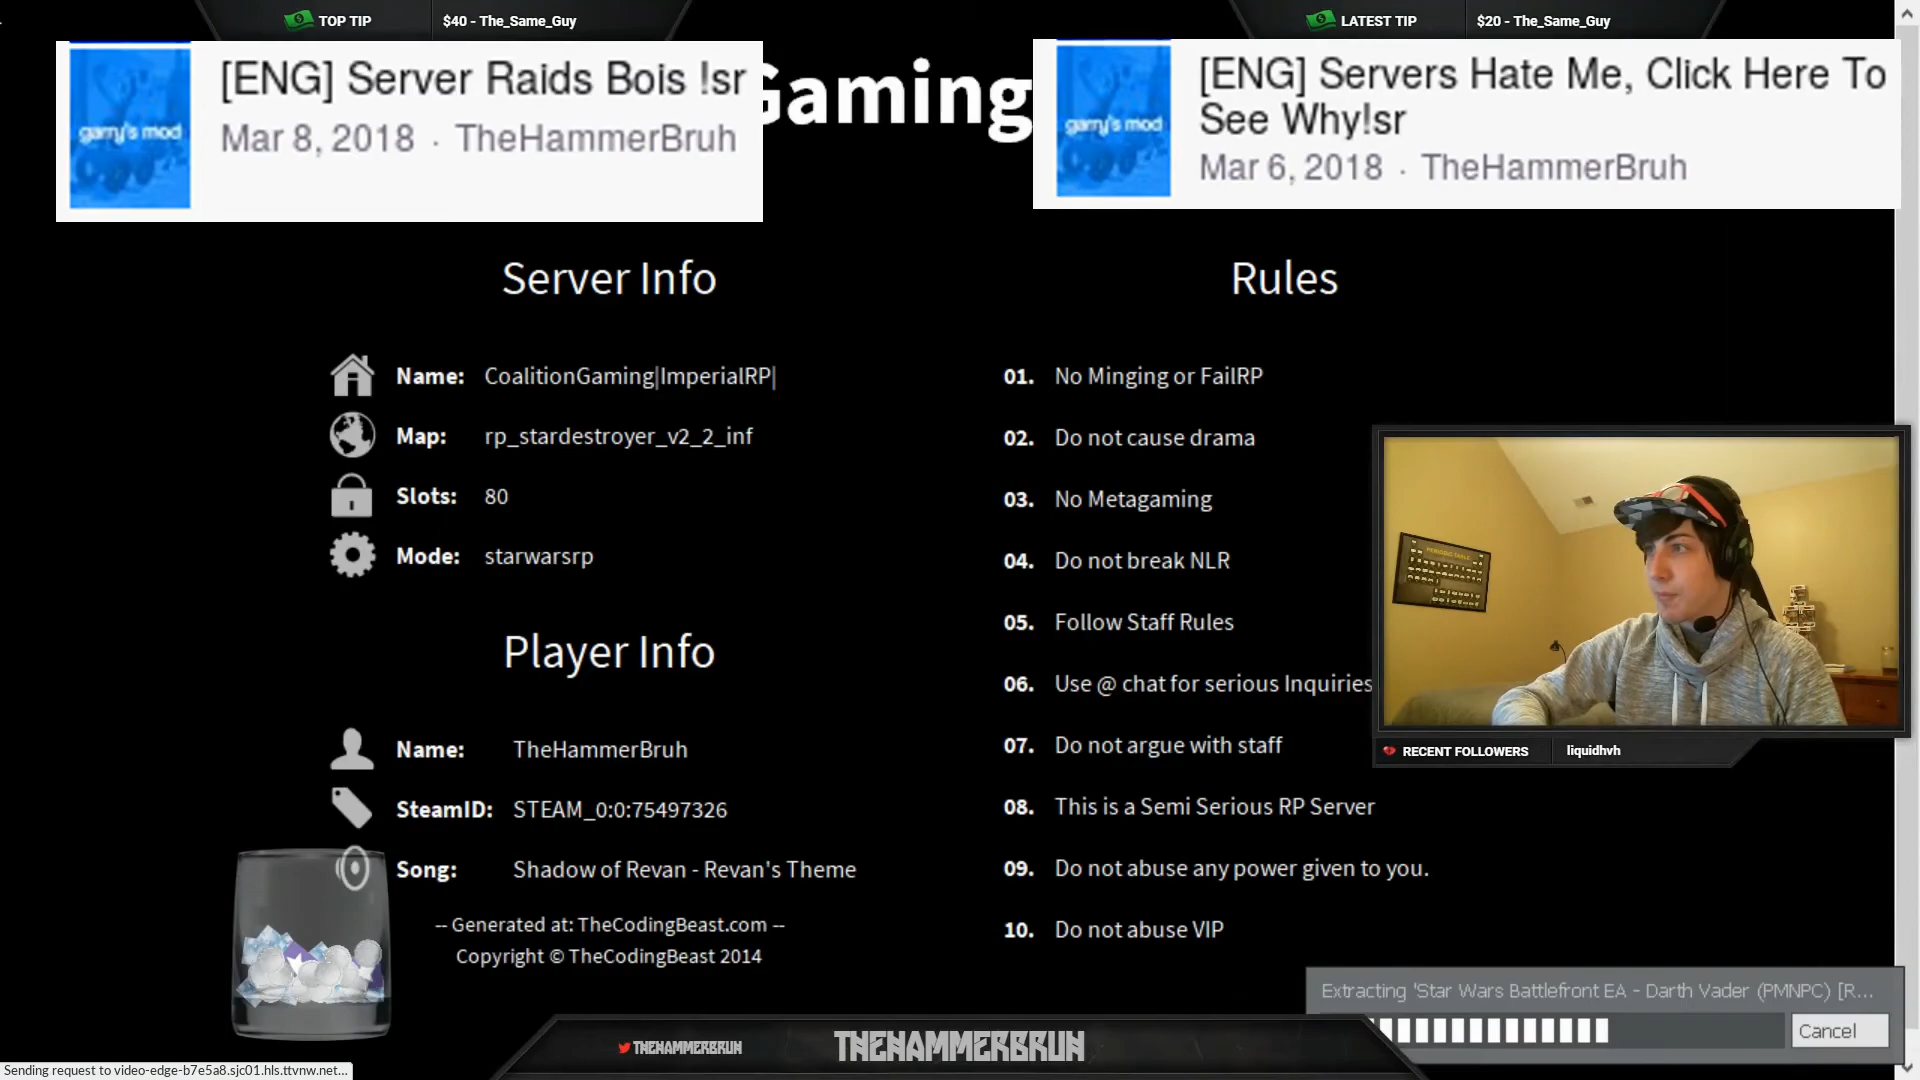 TOP TIP
$40 - The_Same_Guy
LATEST TIP
$20 - The_Same_Guy
[ENG] Server Raids Bois !sr
Mar 8, 2018 · TheHammerBruh
garry's mod
Gaming
[ENG] Servers Hate Me, Click Here To
See Why!sr
Mar 6, 2018 · TheHammerBruh
garry's mod
Server Info
Name: CoalitionGaming|ImperialRP|
Map: rp_stardestroyer_v2_2_inf
Slots: 80
Mode: starwarsrp
Player Info
Name: TheHammerBruh
SteamID: STEAM_0:0:75497326
Song: Shadow of Revan - Revan's Theme
-- Generated at: TheCodingBeast.com --
Copyright © TheCodingBeast 2014
Rules
01. No Minging or FailRP
02. Do not cause drama
03. No Metagaming
04. Do not break NLR
05. Follow Staff Rules
06. Use @ chat for serious Inquiries
07. Do not argue with staff
08. This is a Semi Serious RP Server
09. Do not abuse any power given to you.
10. Do not abuse VIP
PERIODIC TABLE
RECENT FOLLOWERS
liquidhvh
Extracting 'Star Wars Battlefront EA - Darth Vader (PMNPC) [R...
Cancel
THEHAMMERBRUH
THEHAMMERBRUH
Sending request to video-edge-b7e5a8.sjc01.hls.ttvnw.net...